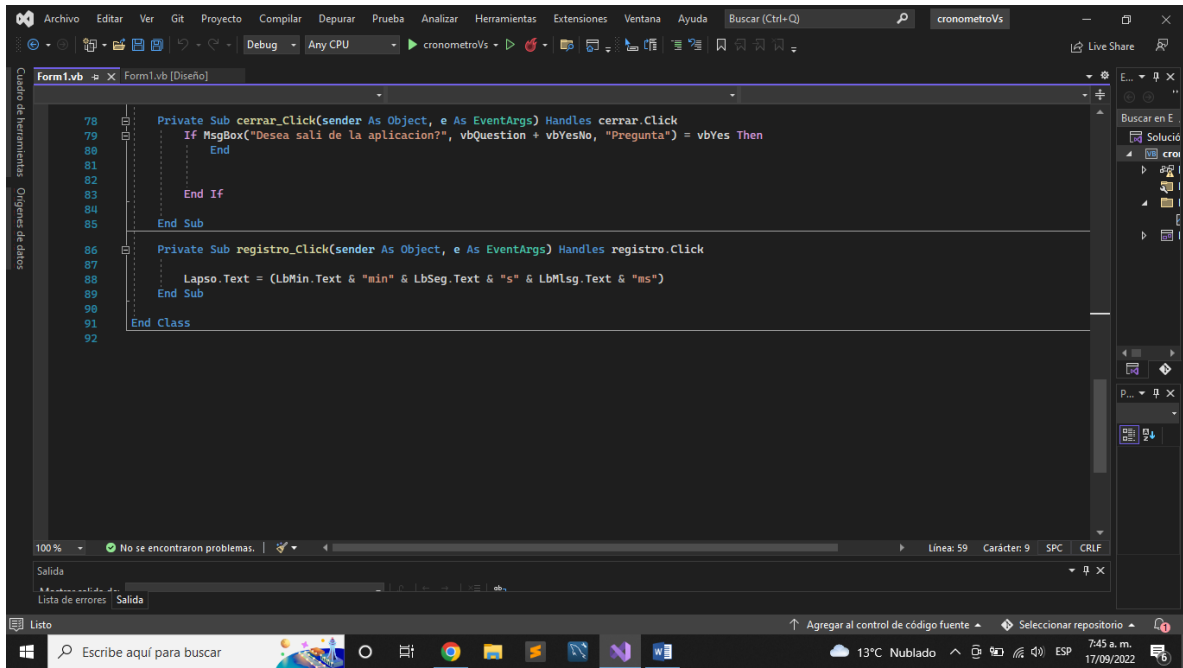 Archivo Editar Ver Git Proyecto Compilar Depurar Prueba Analizar Herramientas Extensiones Ventana Ayuda Buscar (Ctrl+Q) cronometroVs
Debug Any CPU cronometroVs Live Share
Form1.vb Form1.vb [Diseño] E...
Cuadro de herramientas
Orígenes de datos
78 Private Sub cerrar_Click(sender As Object, e As EventArgs) Handles cerrar.Click
79 If MsgBox("Desea sali de la aplicacion?", vbQuestion + vbYesNo, "Pregunta") = vbYes Then
80 End
81
82
83 End If
84
85 End Sub
86 Private Sub registro_Click(sender As Object, e As EventArgs) Handles registro.Click
87
88 Lapso.Text = (LbMin.Text & "min" & LbSeg.Text & "s" & LbMlsg.Text & "ms")
89 End Sub
90
91 End Class
92
Buscar en E
Solució
VB cro
P...
100 % No se encontraron problemas. Línea: 59 Carácter: 9 SPC CRLF
Salida
Lista de errores Salida
Listo Agregar al control de código fuente Seleccionar repositorio 1
Escribe aquí para buscar 13°C Nublado ESP 7:45 a. m.
17/09/2022 6